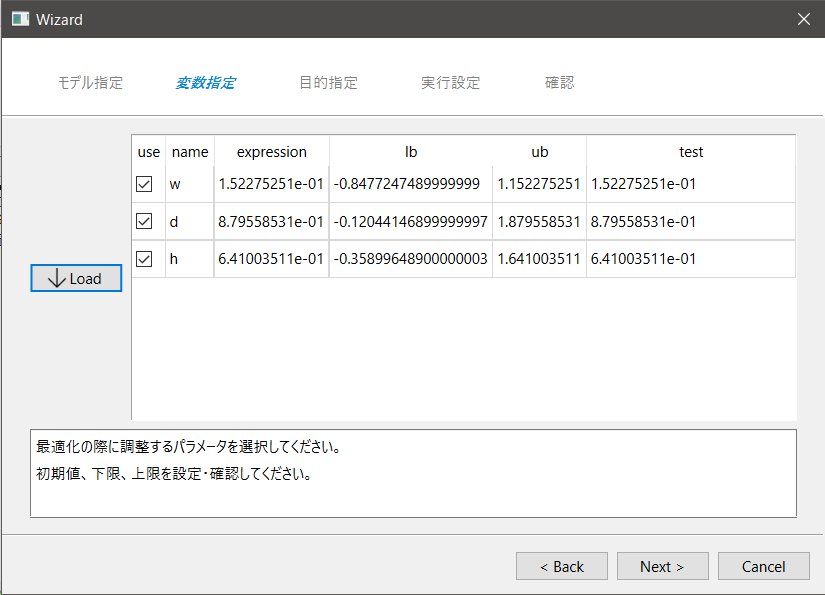 Wizard
モデル指定 変数指定 目的指定 実行設定 確認
use name expression lb ub test
w 1.52275251e-01 -0.8477247489999999 1.152275251 1.52275251e-01
d 8.79558531e-01 -0.12044146899999997 1.879558531 8.79558531e-01
h 6.41003511e-01 -0.35899648900000003 1.641003511 6.41003511e-01
Load
最適化の際に調整するパラメータを選択してください。
初期値、下限、上限を設定・確認してください。
< Back Next > Cancel